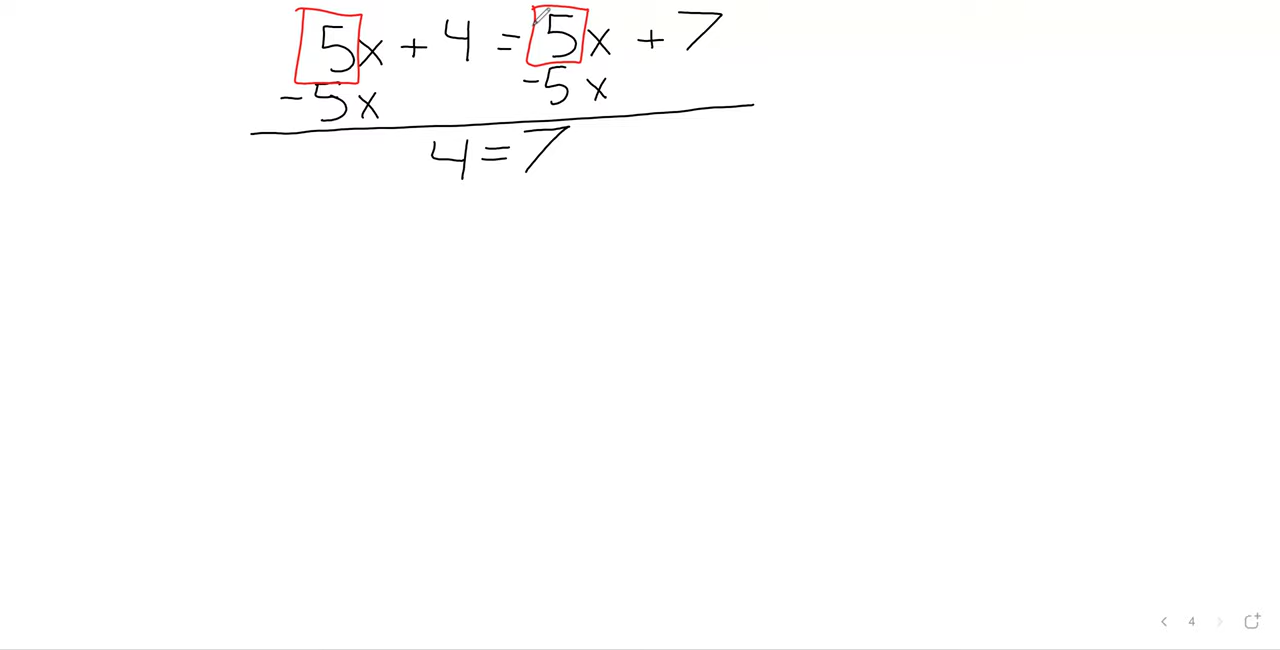 5x + 4 = 5x + 7
-5x -5x
4 = 7
4